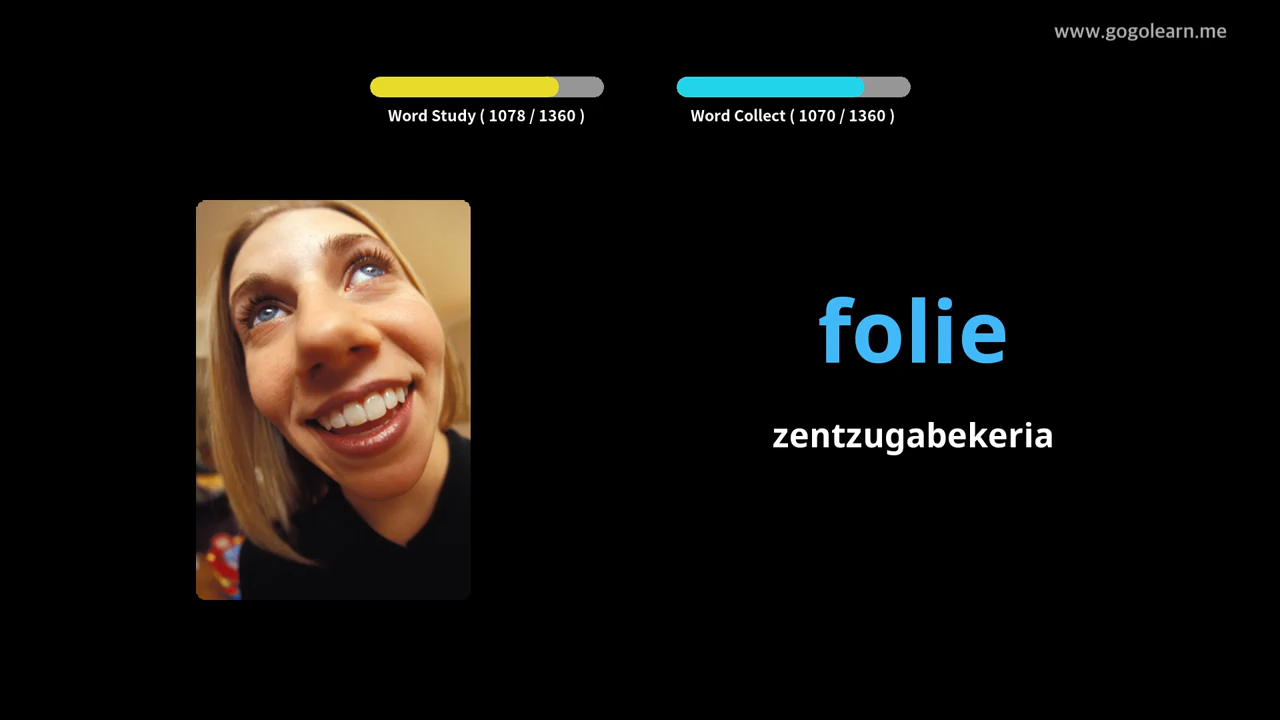 www.gogolearn.me
Word Study ( 1078 / 1360 )
Word Collect ( 1070 / 1360 )
folie
zentzugabekeria